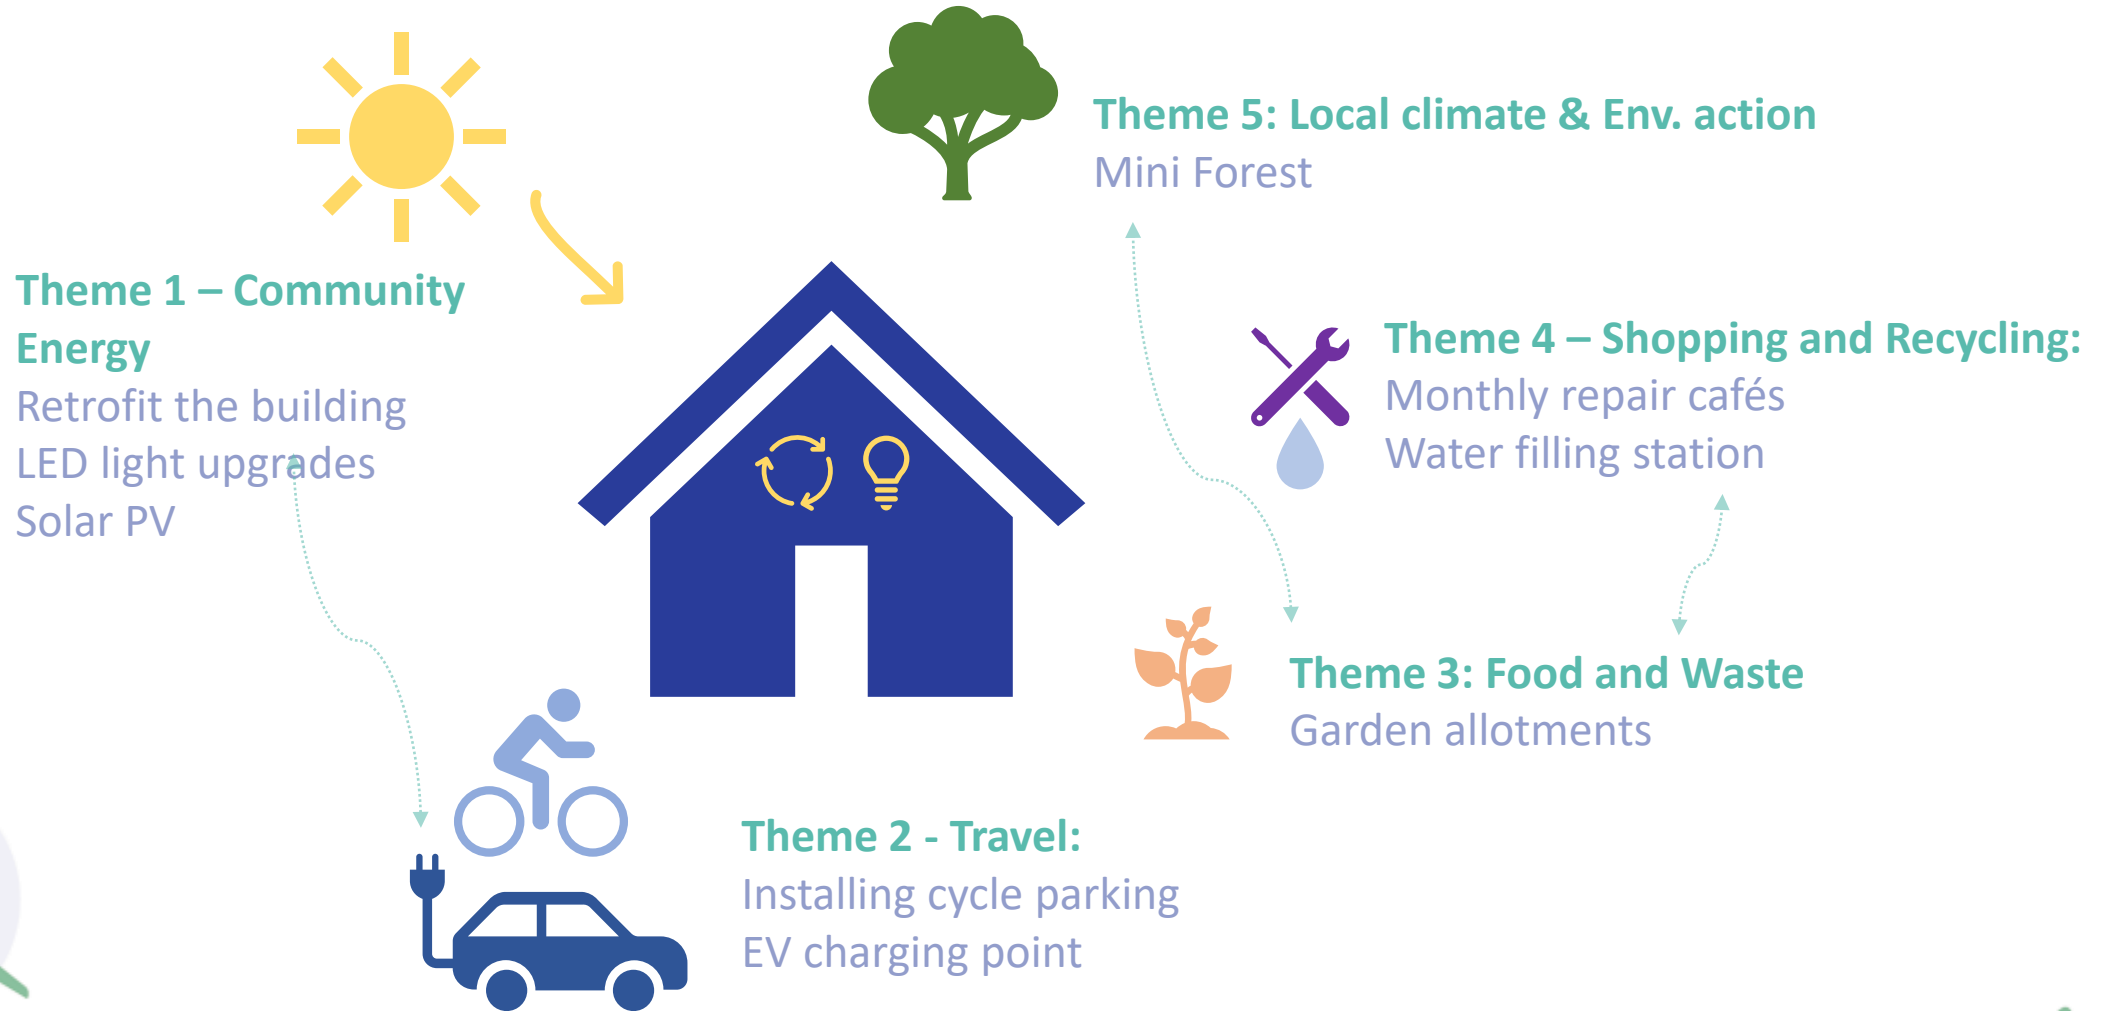 Theme 5: Local climate & Env. action
Mini Forest
Theme 1 – Community
Energy
Retrofit the building
LED light upgrades
Solar PV
Theme 4 – Shopping and Recycling:
Monthly repair cafés
Water filling station
Theme 3: Food and Waste
Garden allotments
Theme 2 - Travel:
Installing cycle parking
EV charging point